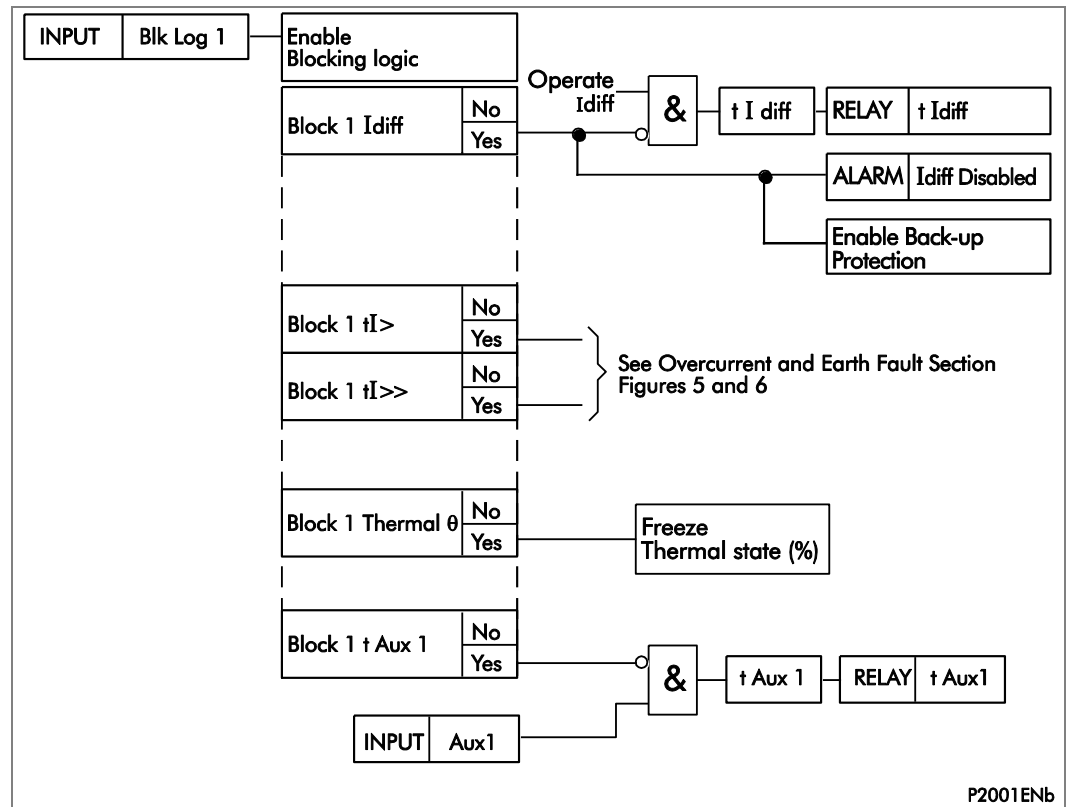 INPUT Blk Log 1
Enable
Blocking logic
Operate
Idiff
&
t I diff
RELAY t Idiff
Block 1 Idiff
No
Yes
ALARM Idiff Disabled
Enable Back-up
Protection
Block 1 tI>
No
Yes
Block 1 tI>>
No
Yes
See Overcurrent and Earth Fault Section
Figures 5 and 6
Block 1 Thermal θ
No
Yes
Freeze
Thermal state (%)
Block 1 t Aux 1
No
Yes
&
t Aux 1
RELAY t Aux1
INPUT Aux1
P2001ENb